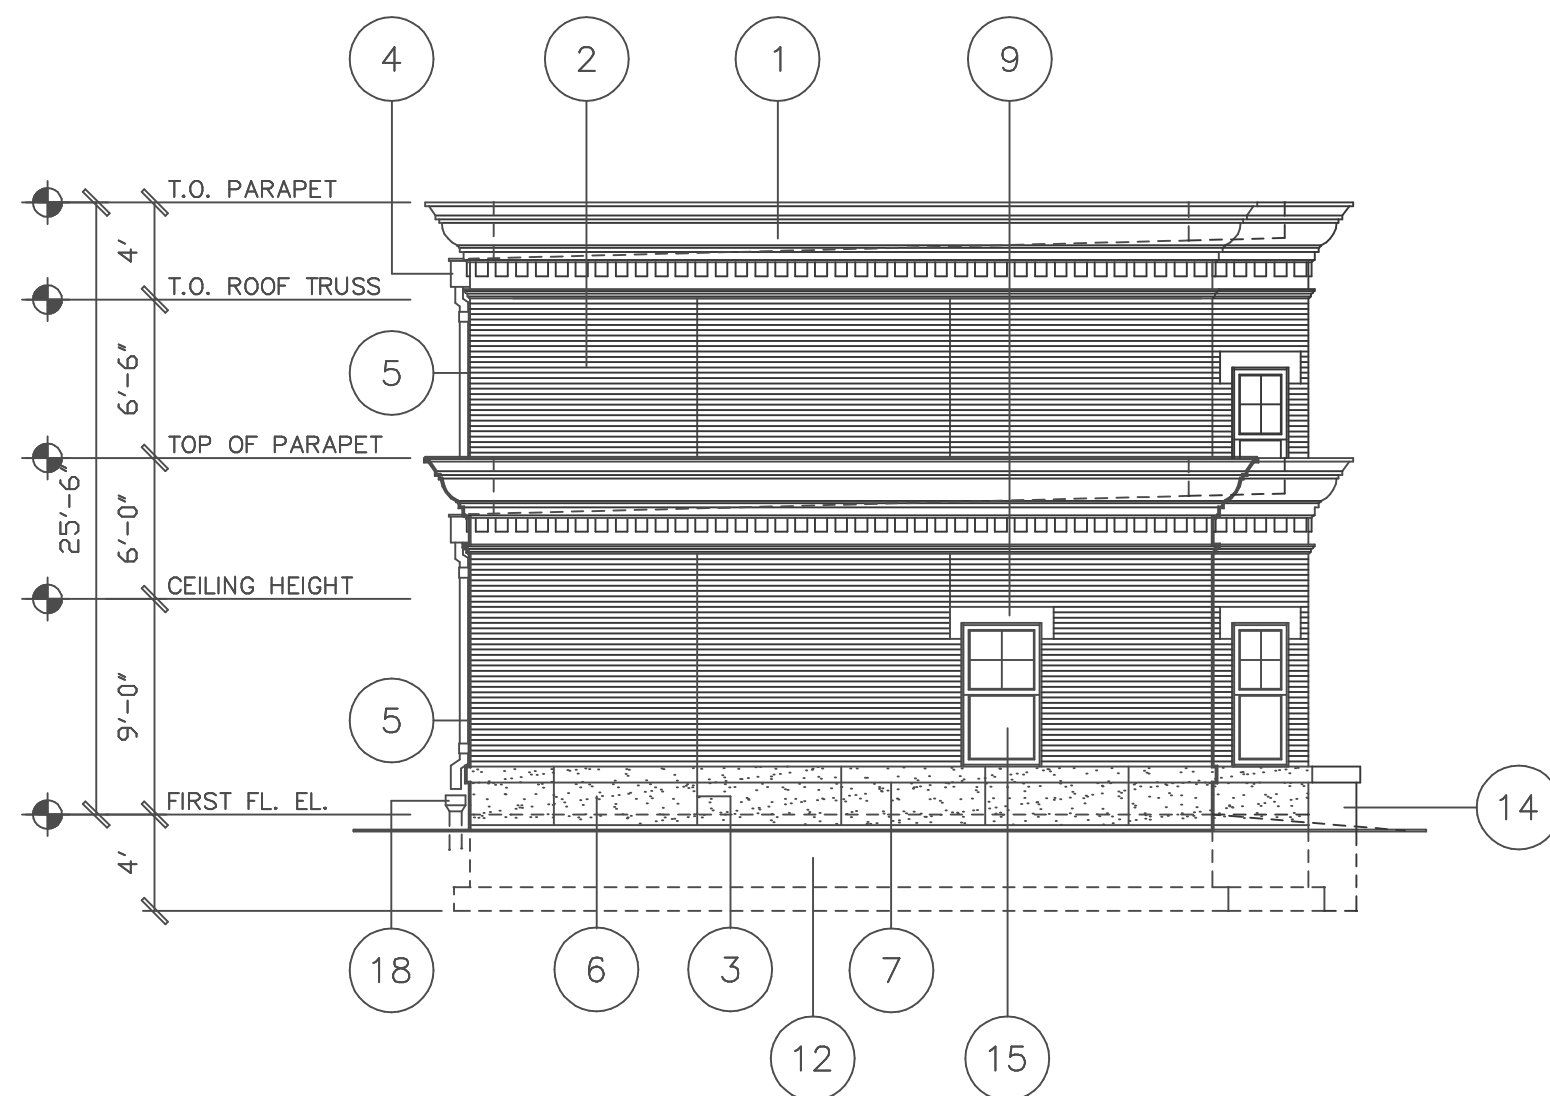 4 2 1 9
T.O. PARAPET
4'
T.O. ROOF TRUSS
5
6'-6"
TOP OF PARAPET
25'-6"
6'-0"
CEILING HEIGHT
9'-0"
5
FIRST FL. EL.
14
4'
18 6 3 7
12 15